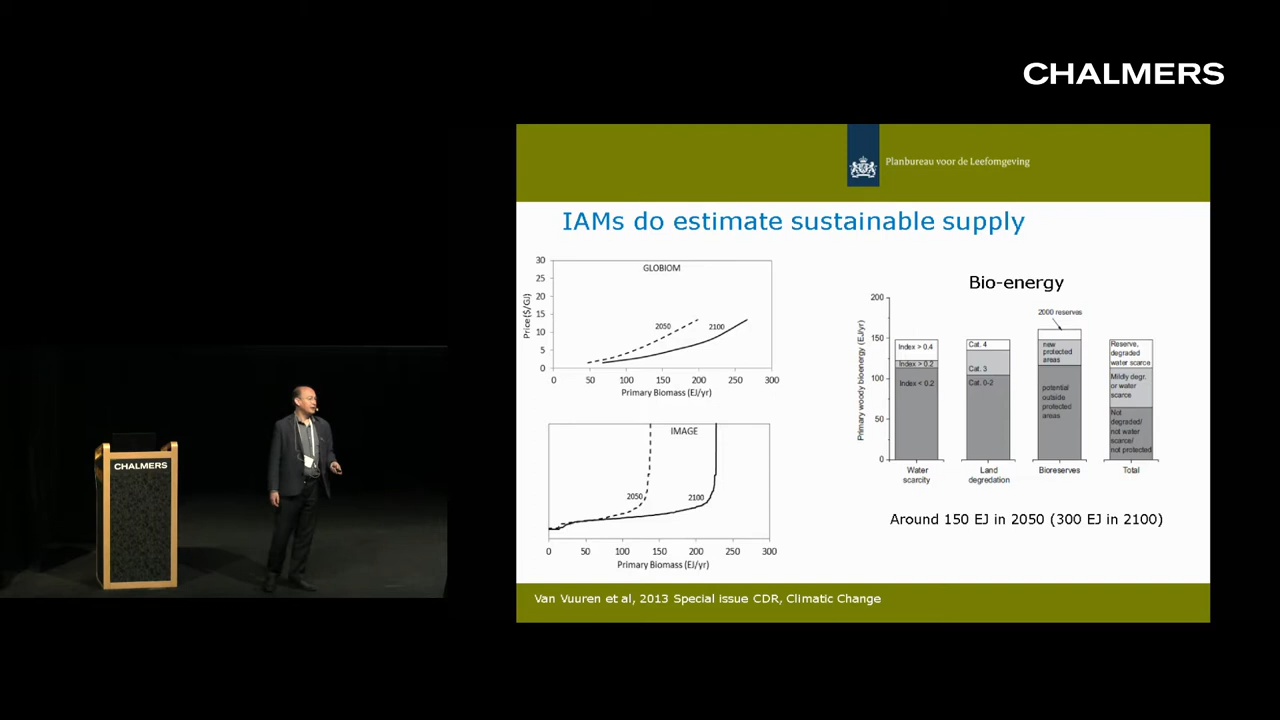 CHALMERS
CHALMERS
Planbureau voor de Leefomgeving
IAMs do estimate sustainable supply
GLOBIOM
Price ($/GJ)
30
25
20
15
10
5
0
2050
2100
0 50 100 150 200 250 300
Primary Biomass (EJ/yr)
IMAGE
2050
2100
0 50 100 150 200 250 300
Primary Biomass (EJ/yr)
Bio-energy
Primary woody bioenergy (EJ/yr)
200
150
100
50
0
2000 reserves
Index > 0.4
Index > 0.2
Index < 0.2
Water
scarcity
Cat. 4
Cat. 3
Cat. 0-2
Land
degredation
new
protected
areas
potential
outside
protected
areas
Bioreserves
Reserve,
degraded
water scarce
Mildly degr.
or water
scarce
Not
degraded/
not water
scarce/
not protected
Total
Around 150 EJ in 2050 (300 EJ in 2100)
Van Vuuren et al, 2013 Special issue CDR, Climatic Change